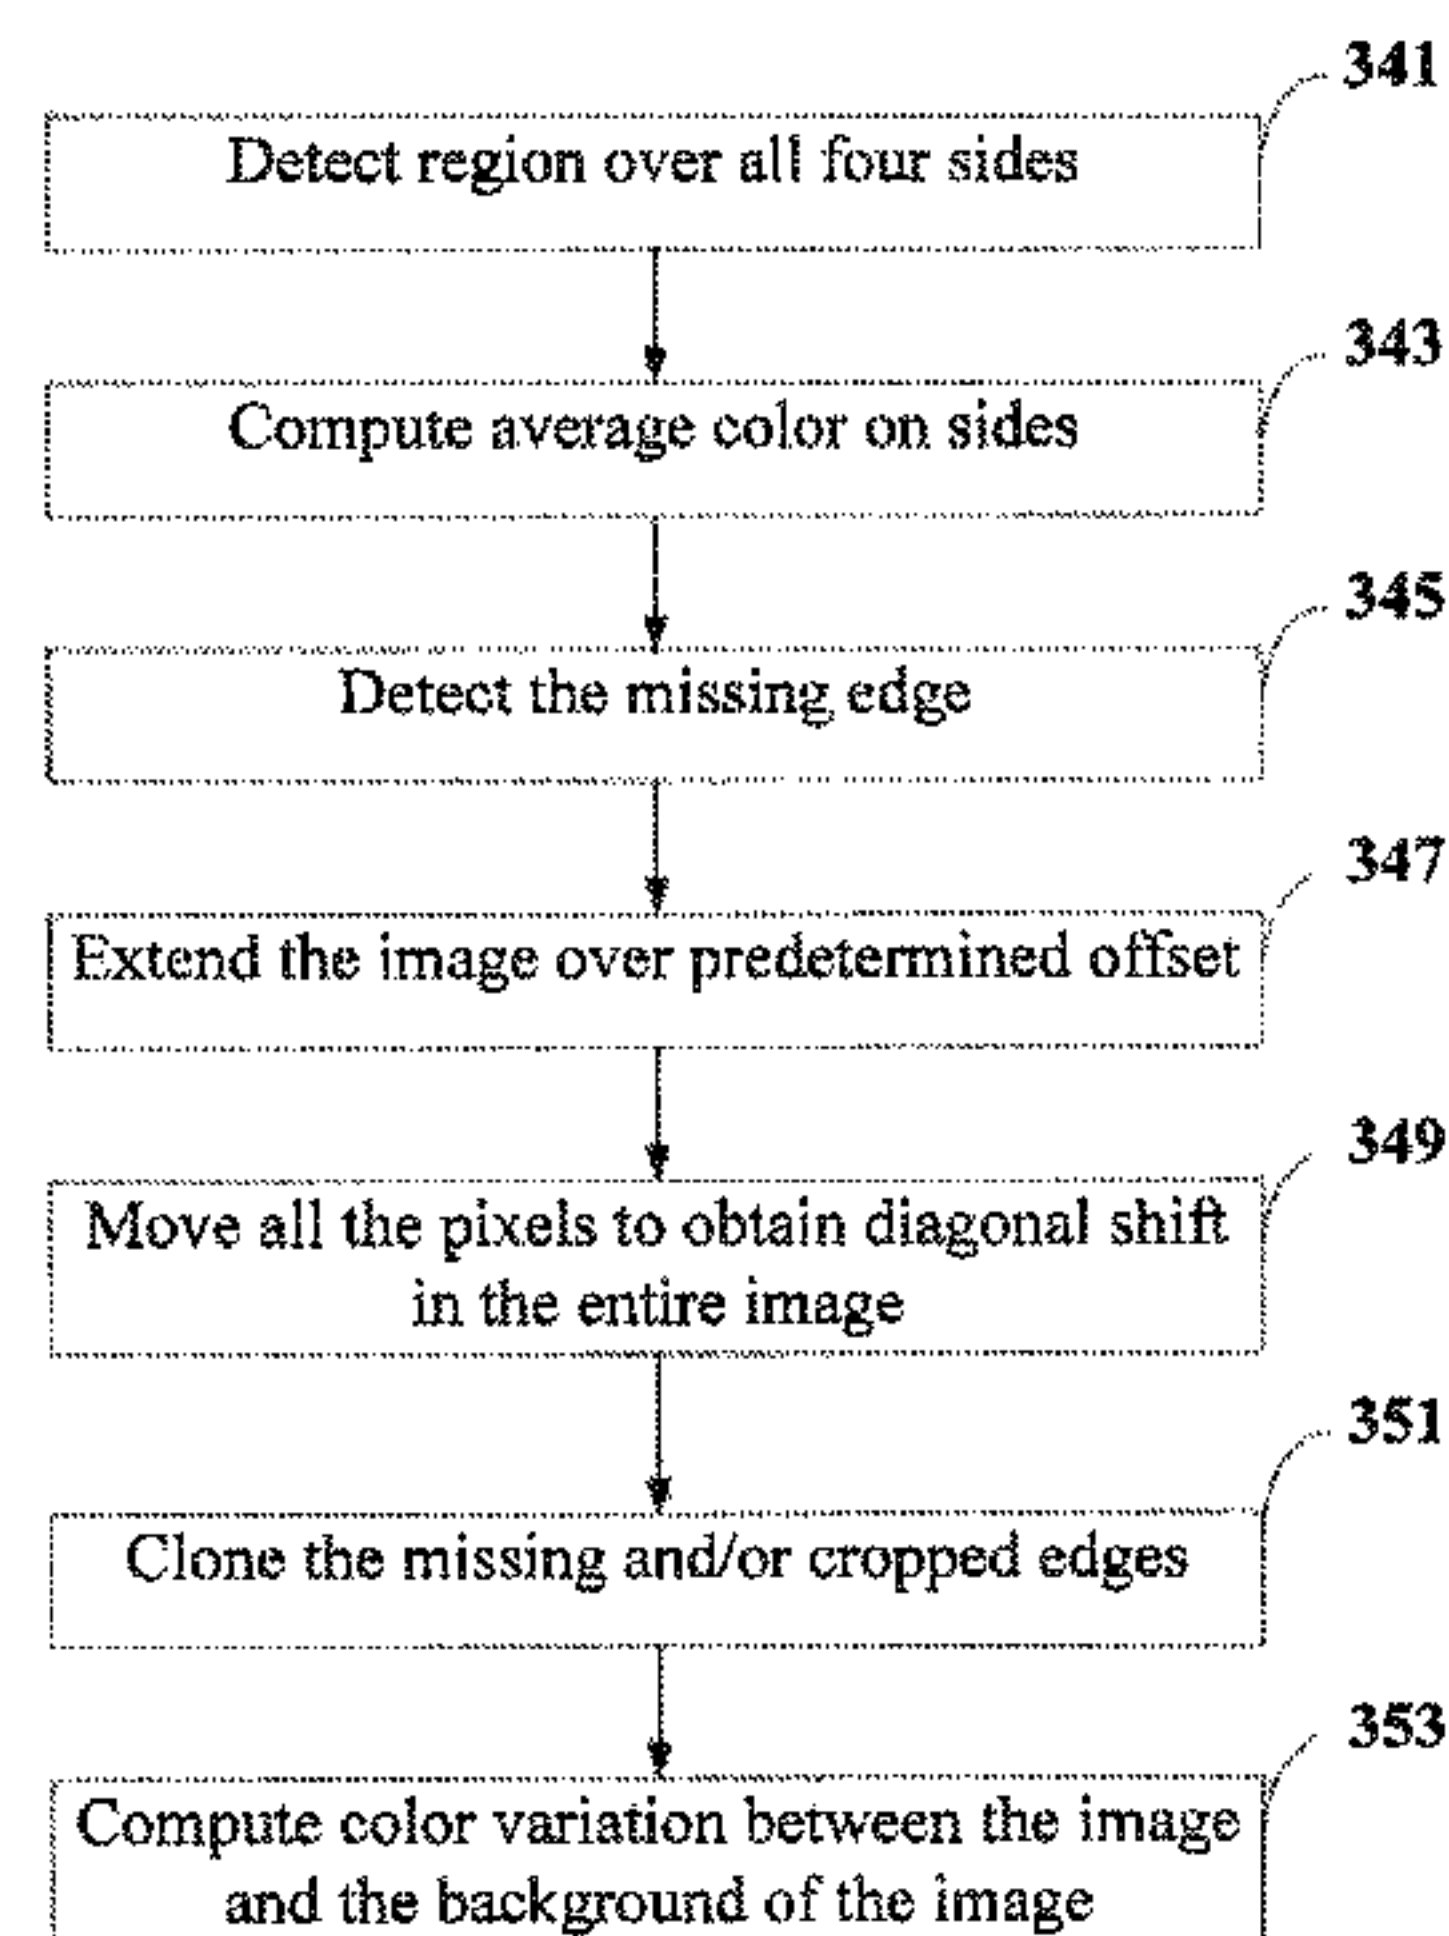 341
Detect region over all four sides
343
Compute average color on sides
345
Detect the missing edge
347
Extend the image over predetermined offset
349
Move all the pixels to obtain diagonal shift
in the entire image
351
Clone the missing and/or cropped edges
353
Compute color variation between the image
and the background of the image